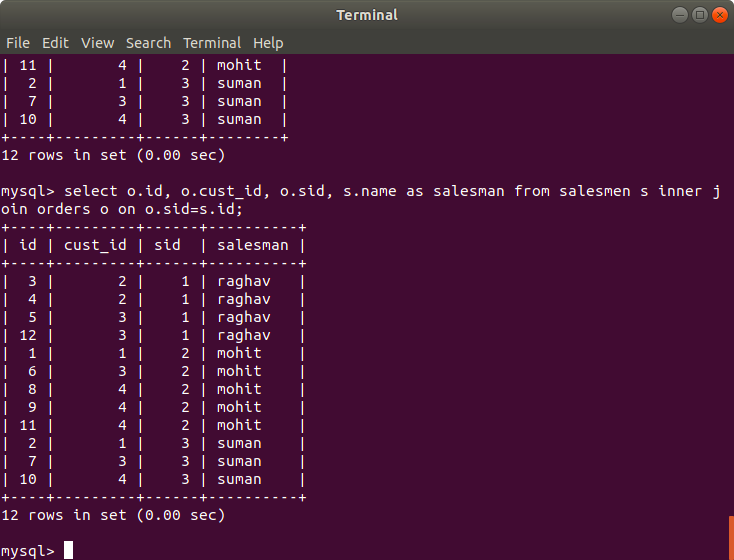 Terminal
File Edit View Search Terminal Help
| 11 |       4 |    2 | mohit  |
|  2 |       1 |    3 | suman  |
|  7 |       3 |    3 | suman  |
| 10 |       4 |    3 | suman  |
+----+---------+------+--------+
12 rows in set (0.00 sec)
mysql> select o.id, o.cust_id, o.sid, s.name as salesman from salesmen s inner j
oin orders o on o.sid=s.id;
+----+---------+------+----------+
| id | cust_id | sid  | salesman |
+----+---------+------+----------+
|  3 |       2 |    1 | raghav   |
|  4 |       2 |    1 | raghav   |
|  5 |       3 |    1 | raghav   |
| 12 |       3 |    1 | raghav   |
|  1 |       1 |    2 | mohit    |
|  6 |       3 |    2 | mohit    |
|  8 |       4 |    2 | mohit    |
|  9 |       4 |    2 | mohit    |
| 11 |       4 |    2 | mohit    |
|  2 |       1 |    3 | suman    |
|  7 |       3 |    3 | suman    |
| 10 |       4 |    3 | suman    |
+----+---------+------+----------+
12 rows in set (0.00 sec)
mysql>